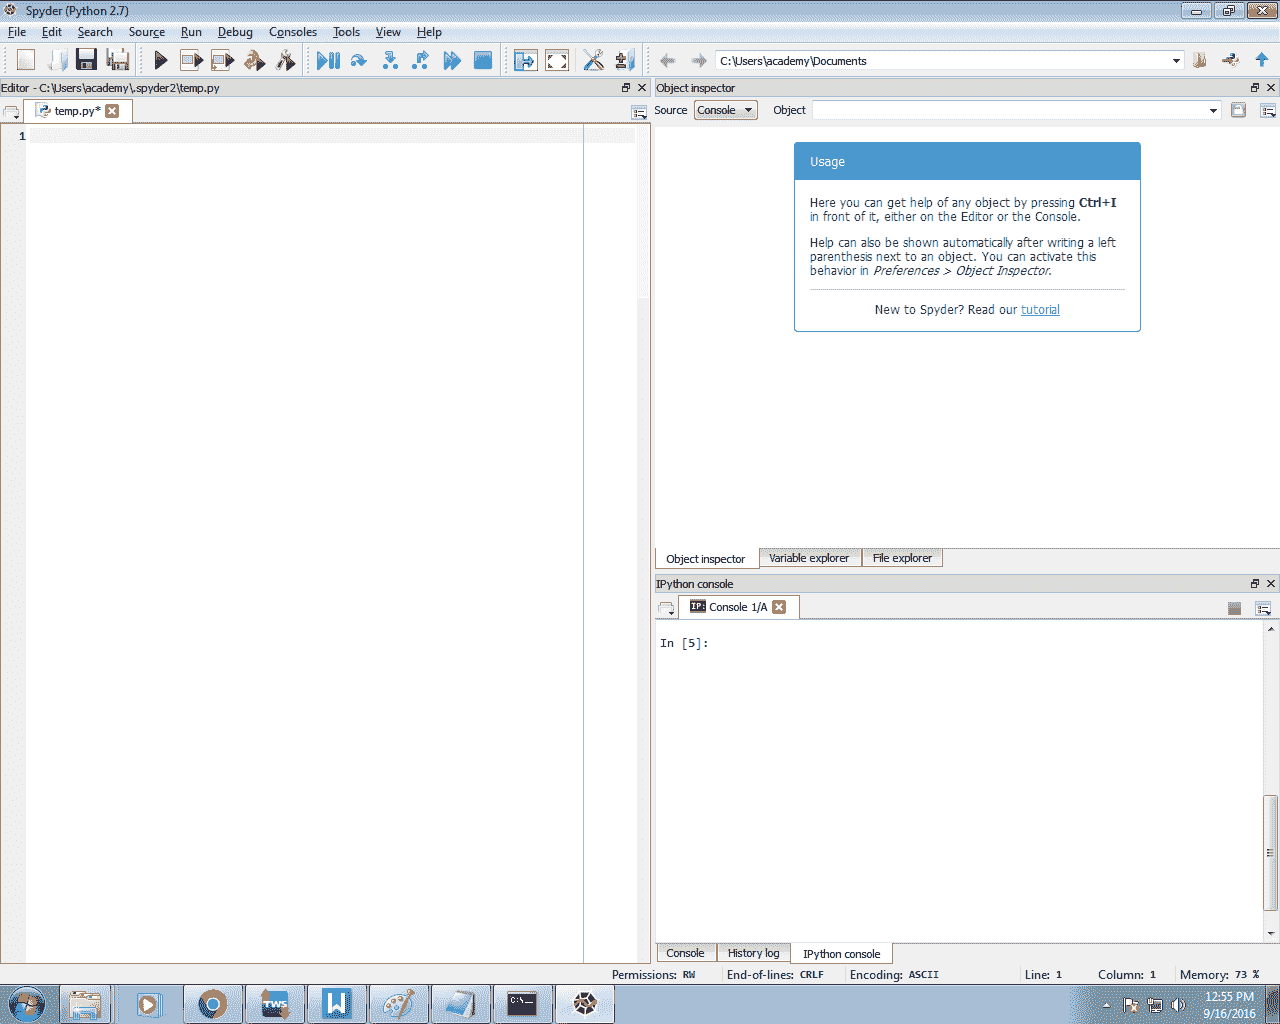 Spyder (Python 2.7)
File Edit Search Source Run Debug Consoles Tools View Help
C:\Users\academy\Documents
Editor - C:\Users\academy\.spyder2\temp.py
temp.py*
1
Object inspector
Source Console Object
Usage
Here you can get help of any object by pressing Ctrl+I
in front of it, either on the Editor or the Console.
Help can also be shown automatically after writing a left
parenthesis next to an object. You can activate this
behavior in Preferences > Object Inspector.
New to Spyder? Read our tutorial
Object inspector Variable explorer File explorer
IPython console
IP: Console 1/A
In [5]:
Console History log IPython console
Permissions: RW End-of-lines: CRLF Encoding: ASCII Line: 1 Column: 1 Memory: 73 %
TWS W C:\_
12:55 PM
9/16/2016